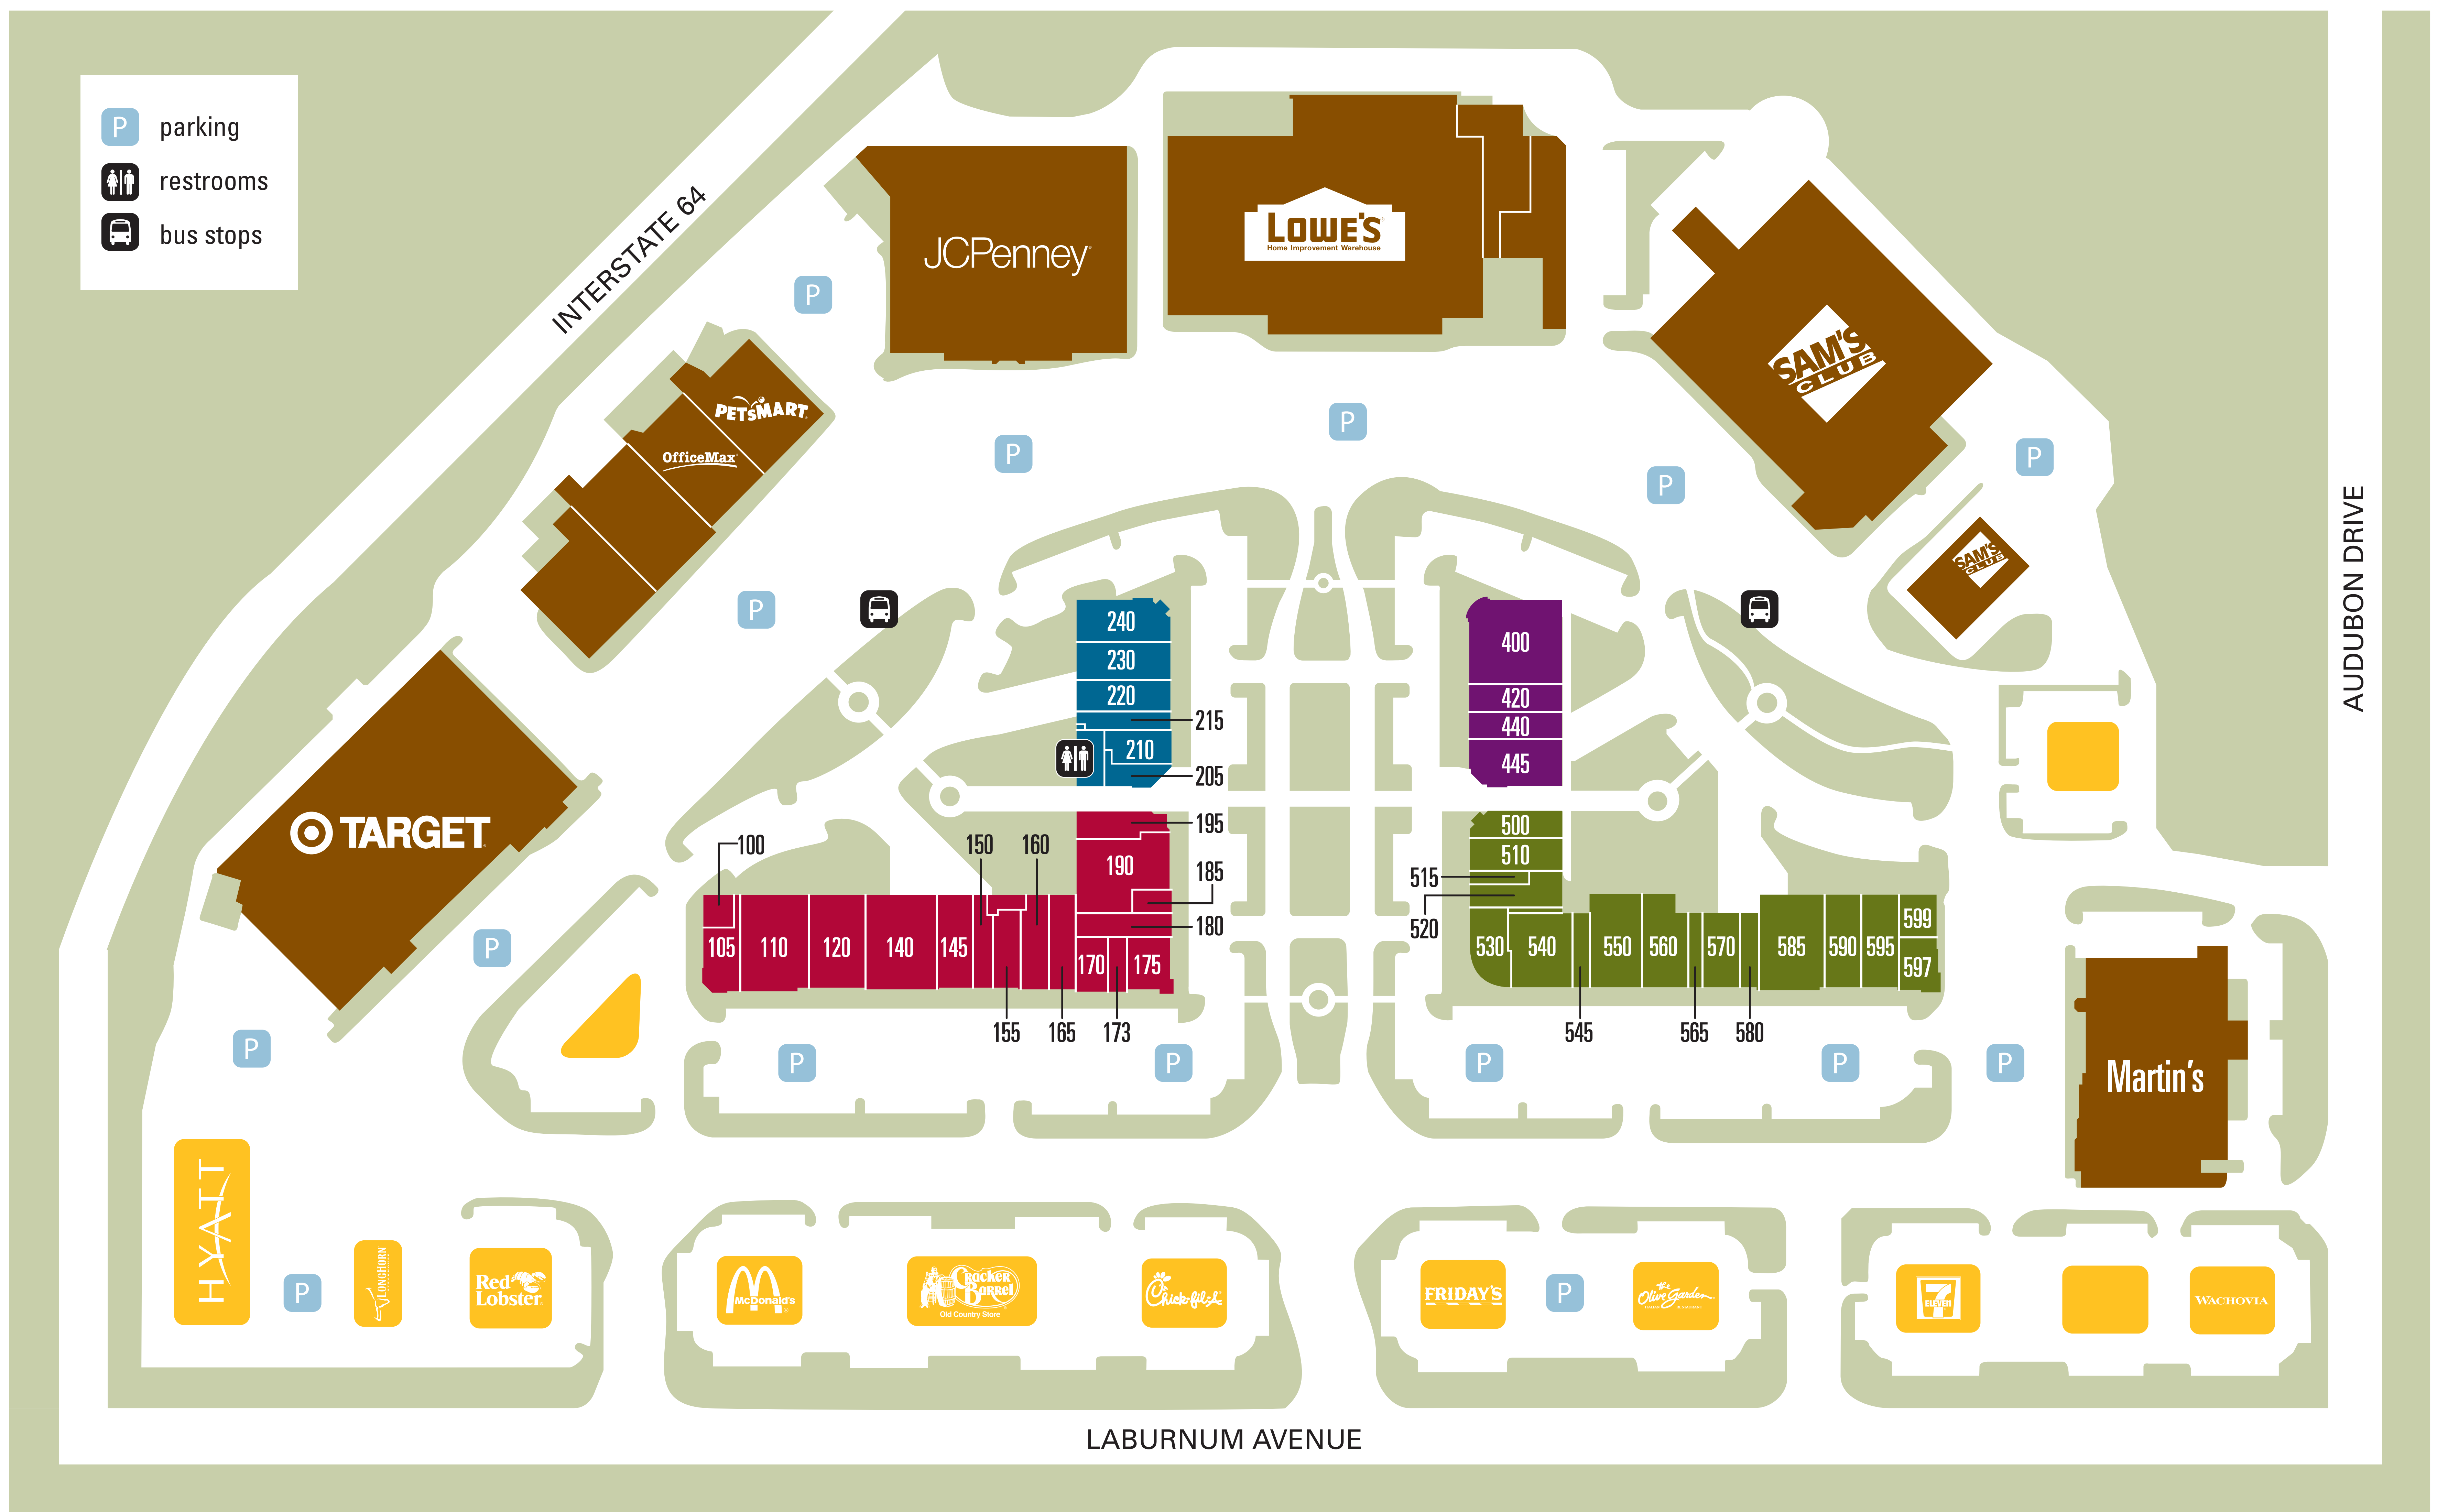 P parking
restrooms
bus stops
INTERSTATE 64
JCPenney
LOWE'S
Home Improvement Warehouse
SAM'S
CLUB
P
PETSMART
OfficeMax
P
P
P
P
SAM'S
CLUB
AUDUBON DRIVE
P
240
230
220
215
210
205
400
420
440
445
TARGET
195
190
185
180
100
150
160
105
110
120
140
145
170
175
155
165
173
500
510
515
520
530
540
550
560
570
585
590
595
599
597
545
565
580
P
P
P
P
P
P
P
Martin's
HYATT
P
LONGHORN
Red
Lobster
McDonald's
Cracker
Barrel
Old Country Store
Chick-fil-A
FRIDAY'S
P
the
Olive Garden
7
ELEVEN
WACHOVIA
LABURNUM AVENUE